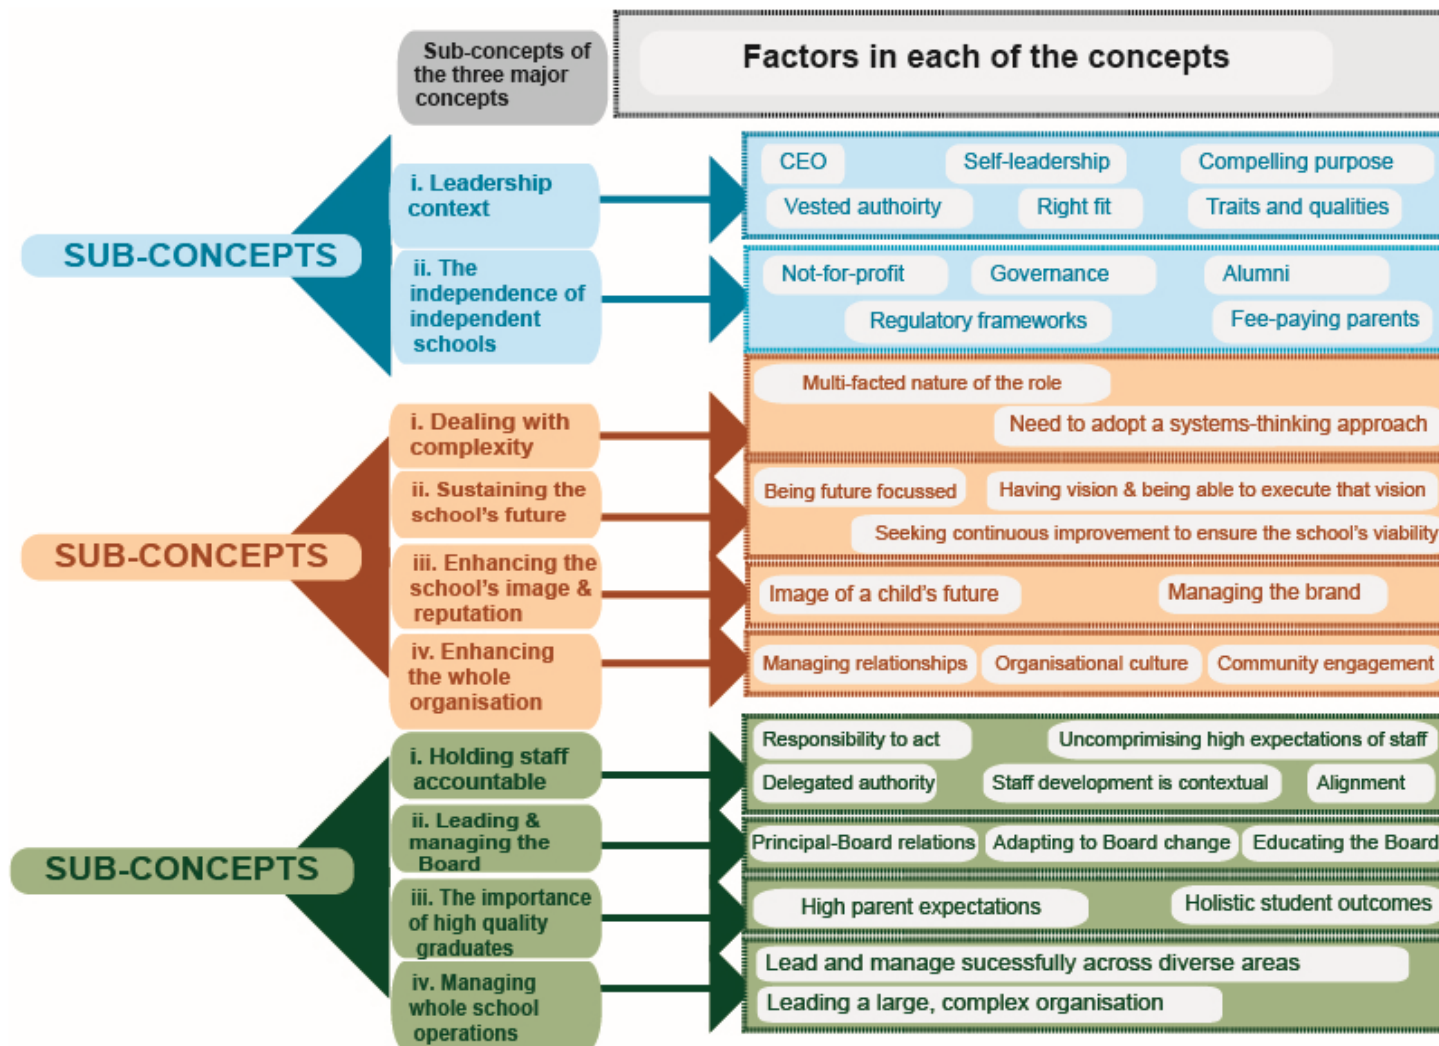 Sub-concepts of
the three major
concepts
Factors in each of the concepts
SUB-CONCEPTS
i. Leadership
context
CEO
Self-leadership
Compelling purpose
Vested authoirty
Right fit
Traits and qualities
ii. The
independence of
independent
schools
Not-for-profit
Governance
Alumni
Regulatory frameworks
Fee-paying parents
SUB-CONCEPTS
i. Dealing with
complexity
Multi-facted nature of the role
Need to adopt a systems-thinking approach
ii. Sustaining the
school's future
Being future focussed
Having vision & being able to execute that vision
Seeking continuous improvement to ensure the school's viability
iii. Enhancing the
school's image &
reputation
Image of a child's future
Managing the brand
iv. Enhancing
the whole
organisation
Managing relationships
Organisational culture
Community engagement
SUB-CONCEPTS
i. Holding staff
accountable
Responsibility to act
Uncomprimising high expectations of staff
Delegated authority
Staff development is contextual
Alignment
ii. Leading &
managing the
Board
Principal-Board relations
Adapting to Board change
Educating the Board
iii. The importance
of high quality
graduates
High parent expectations
Holistic student outcomes
iv. Managing
whole school
operations
Lead and manage sucessfully across diverse areas
Leading a large, complex organisation